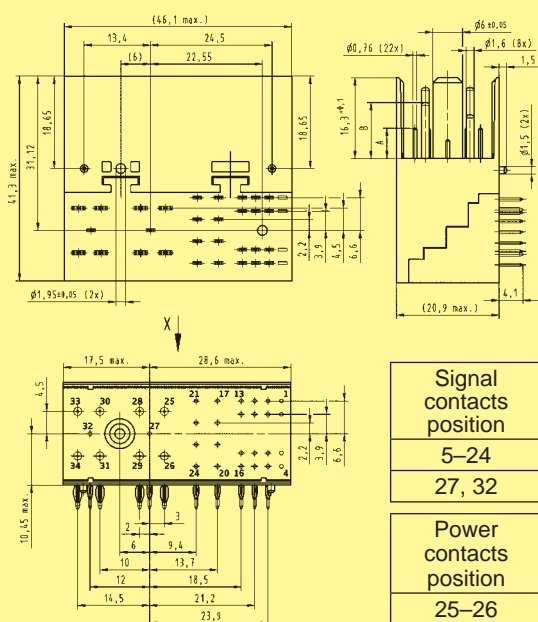 (46,1 max.)
13,4
24,5
(6)
22,55
18,65
31,12
41,3 max.
18,65
2,2
3,9
4,5
6,6
Ø1,95±0,05 (2x)
Ø6 ±0,05
Ø0,76 (22x)
Ø1,6 (8x)
1,5
16,3 +0,1
B
A
Ø1,5 (2x)
(20,9 max.)
4,1
X
17,5 max.
28,6 max.
4,5
21
17
13
1
33
30
28
25
32
27
34
31
29
26
24
20
16
4
2,2
3,9
6,6
10,45 max.
3
2
6
9,4
10
13,7
12
18,5
14,5
21,2
23,9
Signal
contacts
position
5–24
27, 32
Power
contacts
position
25–26